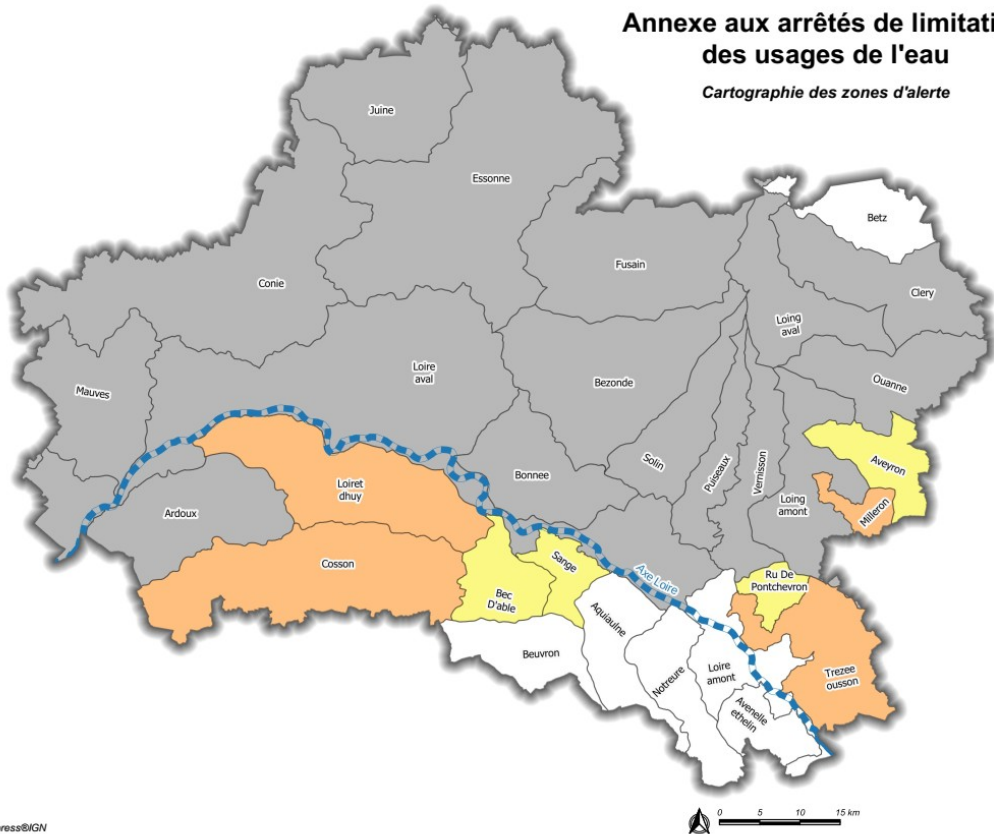 Annexe aux arrêtés de limitati
des usages de l'eau
Cartographie des zones d'alerte
Juine
Essonne
Betz
Fusain
Conie
Clery
Loing
aval
Loire
aval
Ouanne
Mauves
Bezonde
Aveyron
Solin
Puiseaux
Vernisson
Bonnee
Loiret
dhuy
Ardoux
Loing
amont
Milleron
Cosson
Sange
Axe Loire
Ru De
Pontchevron
Bec
D'able
Aquiaulne
Beuvron
Notreure
Loire
amont
Trezee
ousson
Avenelle
ethelin
0 5 10 15 km
ress®IGN